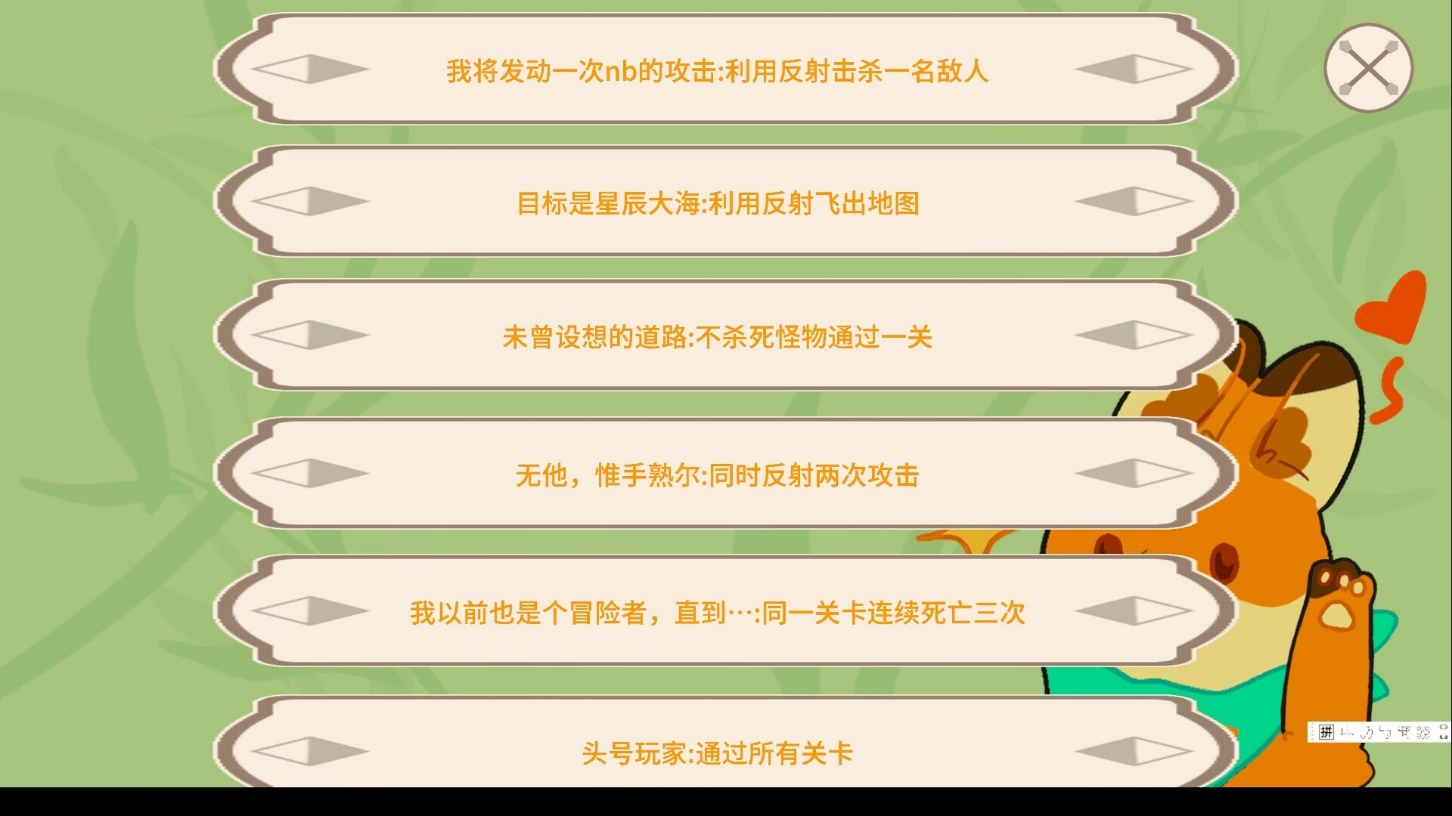 我将发动一次nb的攻击:利用反射击杀一名敌人
目标是星辰大海:利用反射飞出地图
未曾设想的道路:不杀死怪物通过一关
无他，惟手熟尔:同时反射两次攻击
我以前也是个冒险者，直到···:同一关卡连续死亡三次
头号玩家:通过所有关卡
拼